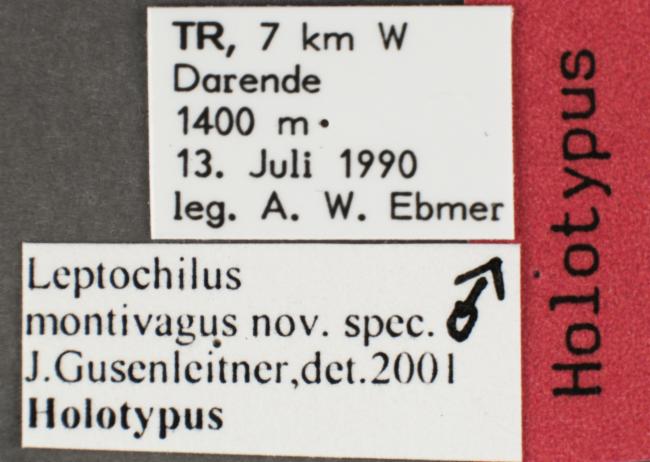 TR, 7 km W
Darende
1400 m.
13. Juli 1990
leg. A. W. Ebmer
Leptochilus
montivagus nov. spec. ♂
J.Gusenleitner,det.2001
Holotypus
Holotypus